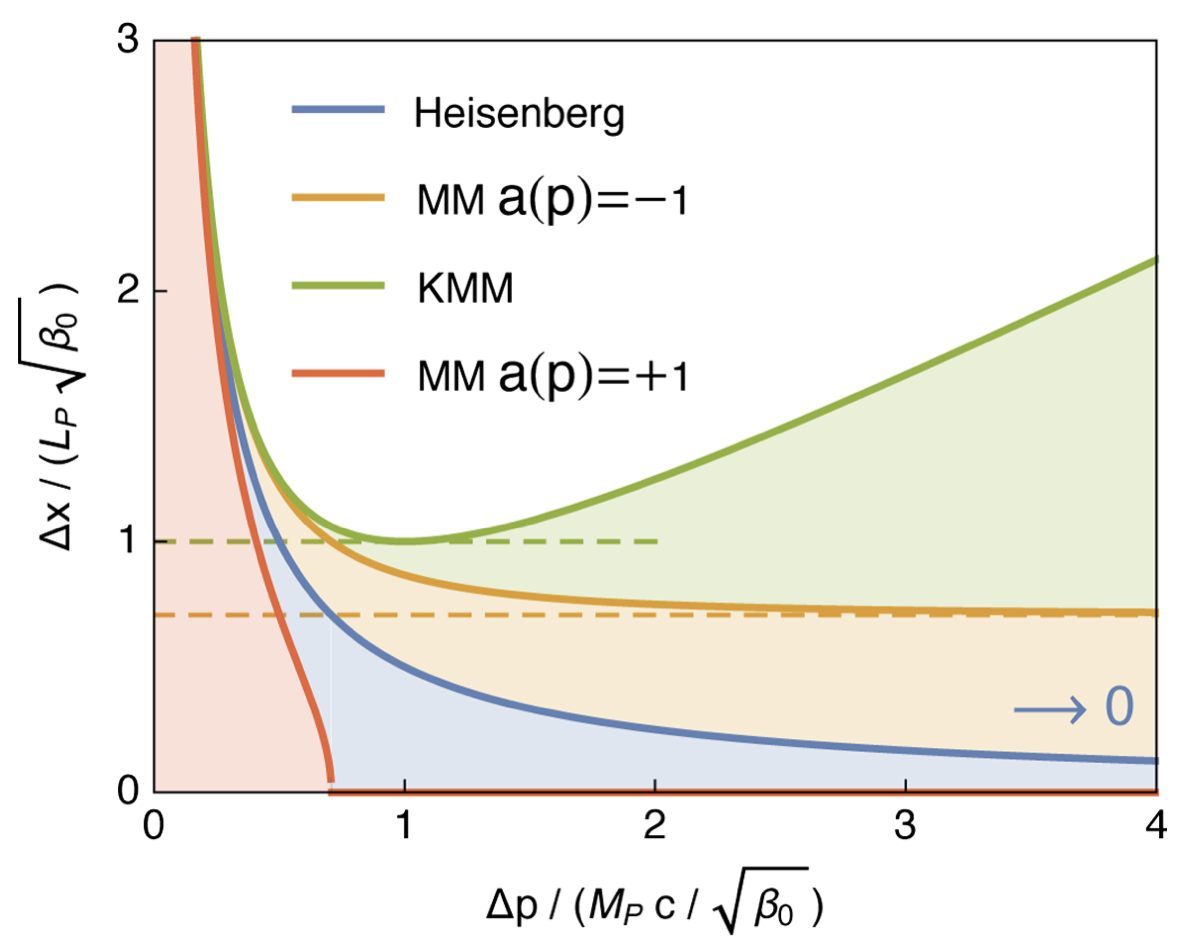 3
2
1
0
Δx / (L_P √β₀ )
Heisenberg
MM a(p)=−1
KMM
MM a(p)=+1
→ 0
0 1 2 3 4
Δp / (M_P c / √β₀ )